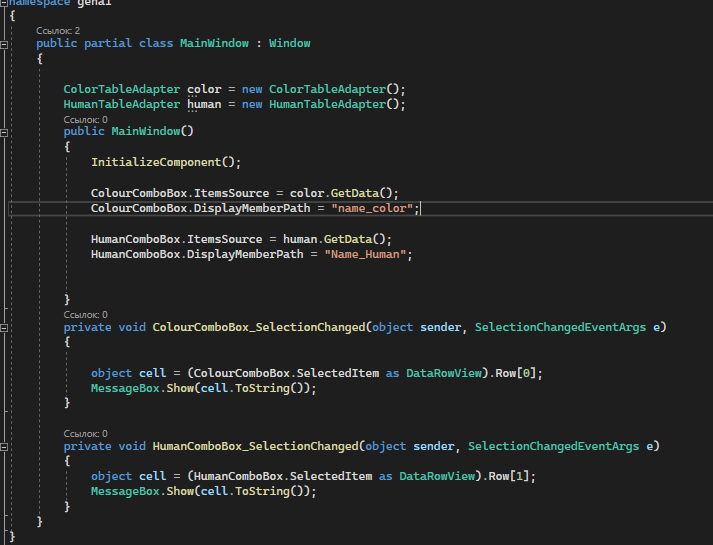 namespace genai
{
Ссылок: 2
public partial class MainWindow : Window
{
ColorTableAdapter color = new ColorTableAdapter();
HumanTableAdapter human = new HumanTableAdapter();
Ссылок: 0
public MainWindow()
{
InitializeComponent();
ColourComboBox.ItemsSource = color.GetData();
ColourComboBox.DisplayMemberPath = "name_color";
HumanComboBox.ItemsSource = human.GetData();
HumanComboBox.DisplayMemberPath = "Name_Human";
}
Ссылок: 0
private void ColourComboBox_SelectionChanged(object sender, SelectionChangedEventArgs e)
{
object cell = (ColourComboBox.SelectedItem as DataRowView).Row[0];
MessageBox.Show(cell.ToString());
}
Ссылок: 0
private void HumanComboBox_SelectionChanged(object sender, SelectionChangedEventArgs e)
{
object cell = (HumanComboBox.SelectedItem as DataRowView).Row[1];
MessageBox.Show(cell.ToString());
}
}
}